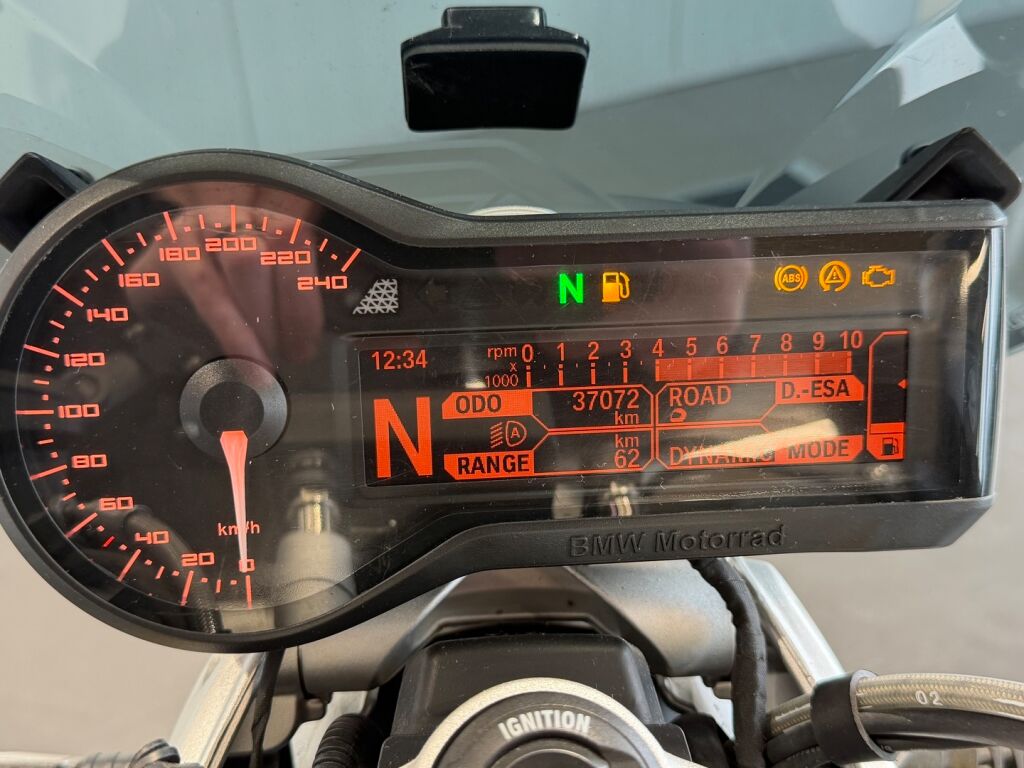 0
20
40
60
80
100
120
140
160
180
200
220
240
km/h
N
ABS
12:34
rpm
x
1000
0 1 2 3 4 5 6 7 8 9 10
N
ODO
37072
km
ROAD
D.-ESA
A
RANGE
km
62
DYNAMIC
MODE
BMW Motorrad
IGNITION
02